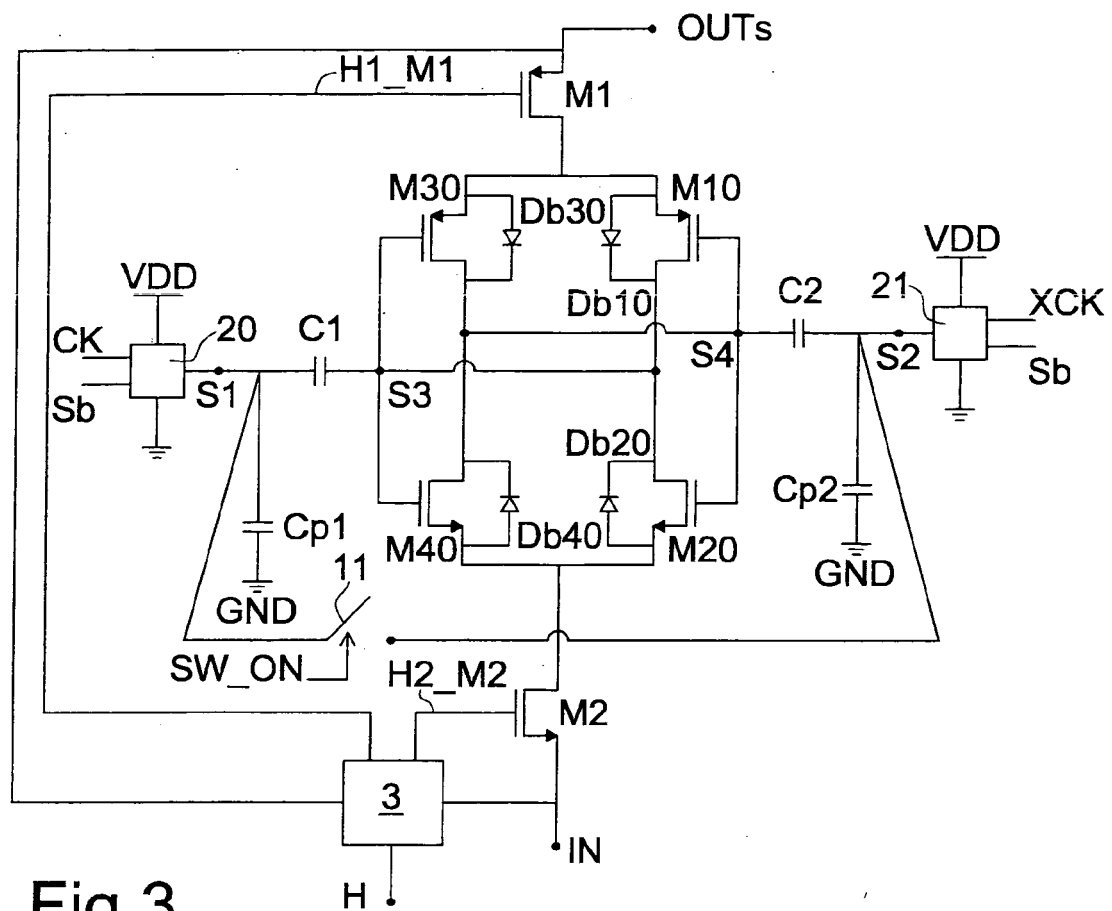 OUTs
H1_M1
M1
M30
M10
Db30
VDD
VDD
Db10
C2
21
XCK
CK
20
C1
S1
S3
S4
S2
Sb
Sb
Db20
Cp1
Cp2
M40
Db40
M20
11
GND
GND
SW_ON
H2_M2
M2
3
IN
Fig.3
H